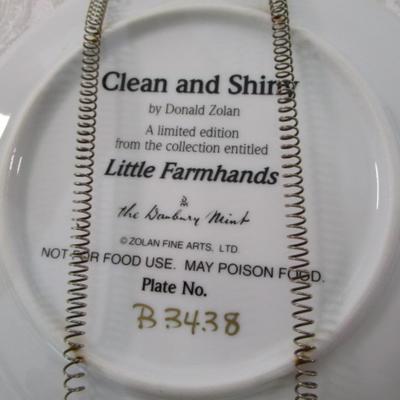 Clean and Shiny
by Donald Zolan
A limited edition
from the collection entitled
Little Farmhands
the Danbury Mint
© ZOLAN FINE ARTS, LTD.
NOT FOR FOOD USE. MAY POISON FOOD.
Plate No.
B3438